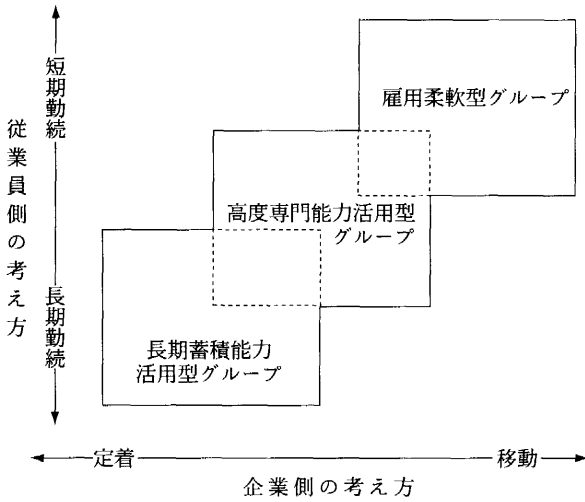 従業員側の考え方
短期勤続
長期勤続
雇用柔軟型グループ
高度専門能力活用型
グループ
長期蓄積能力
活用型グループ
定着
移動
企業側の考え方